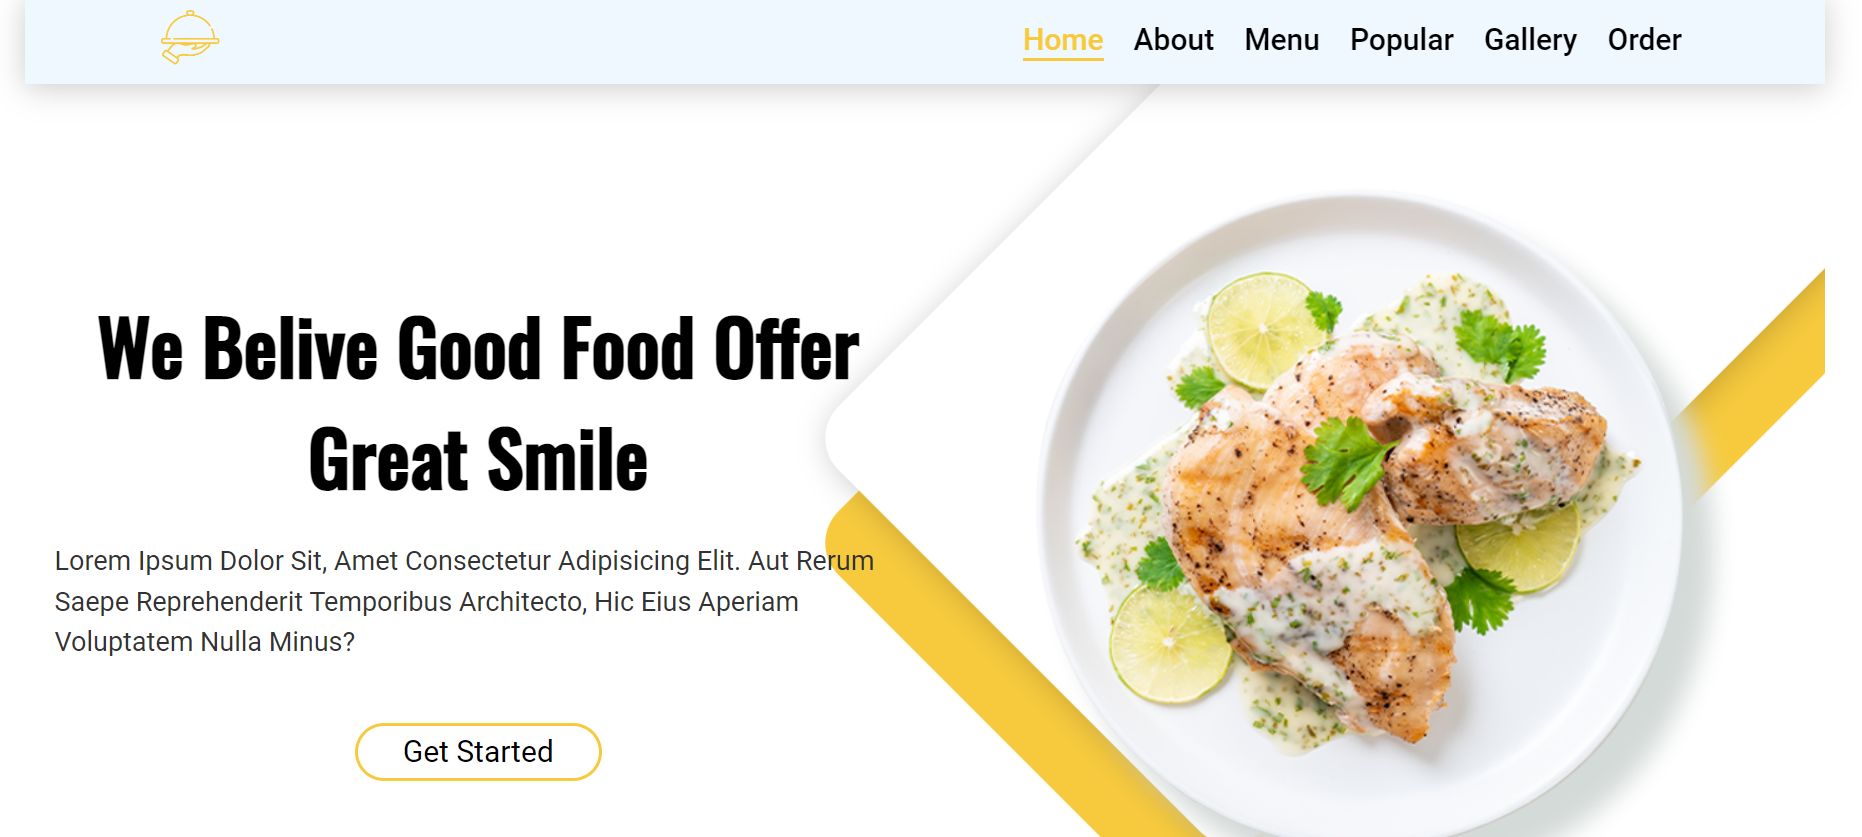 Home About Menu Popular Gallery Order
We Belive Good Food Offer
Great Smile
Lorem Ipsum Dolor Sit, Amet Consectetur Adipisicing Elit. Aut Rerum
Saepe Reprehenderit Temporibus Architecto, Hic Eius Aperiam
Voluptatem Nulla Minus?
Get Started